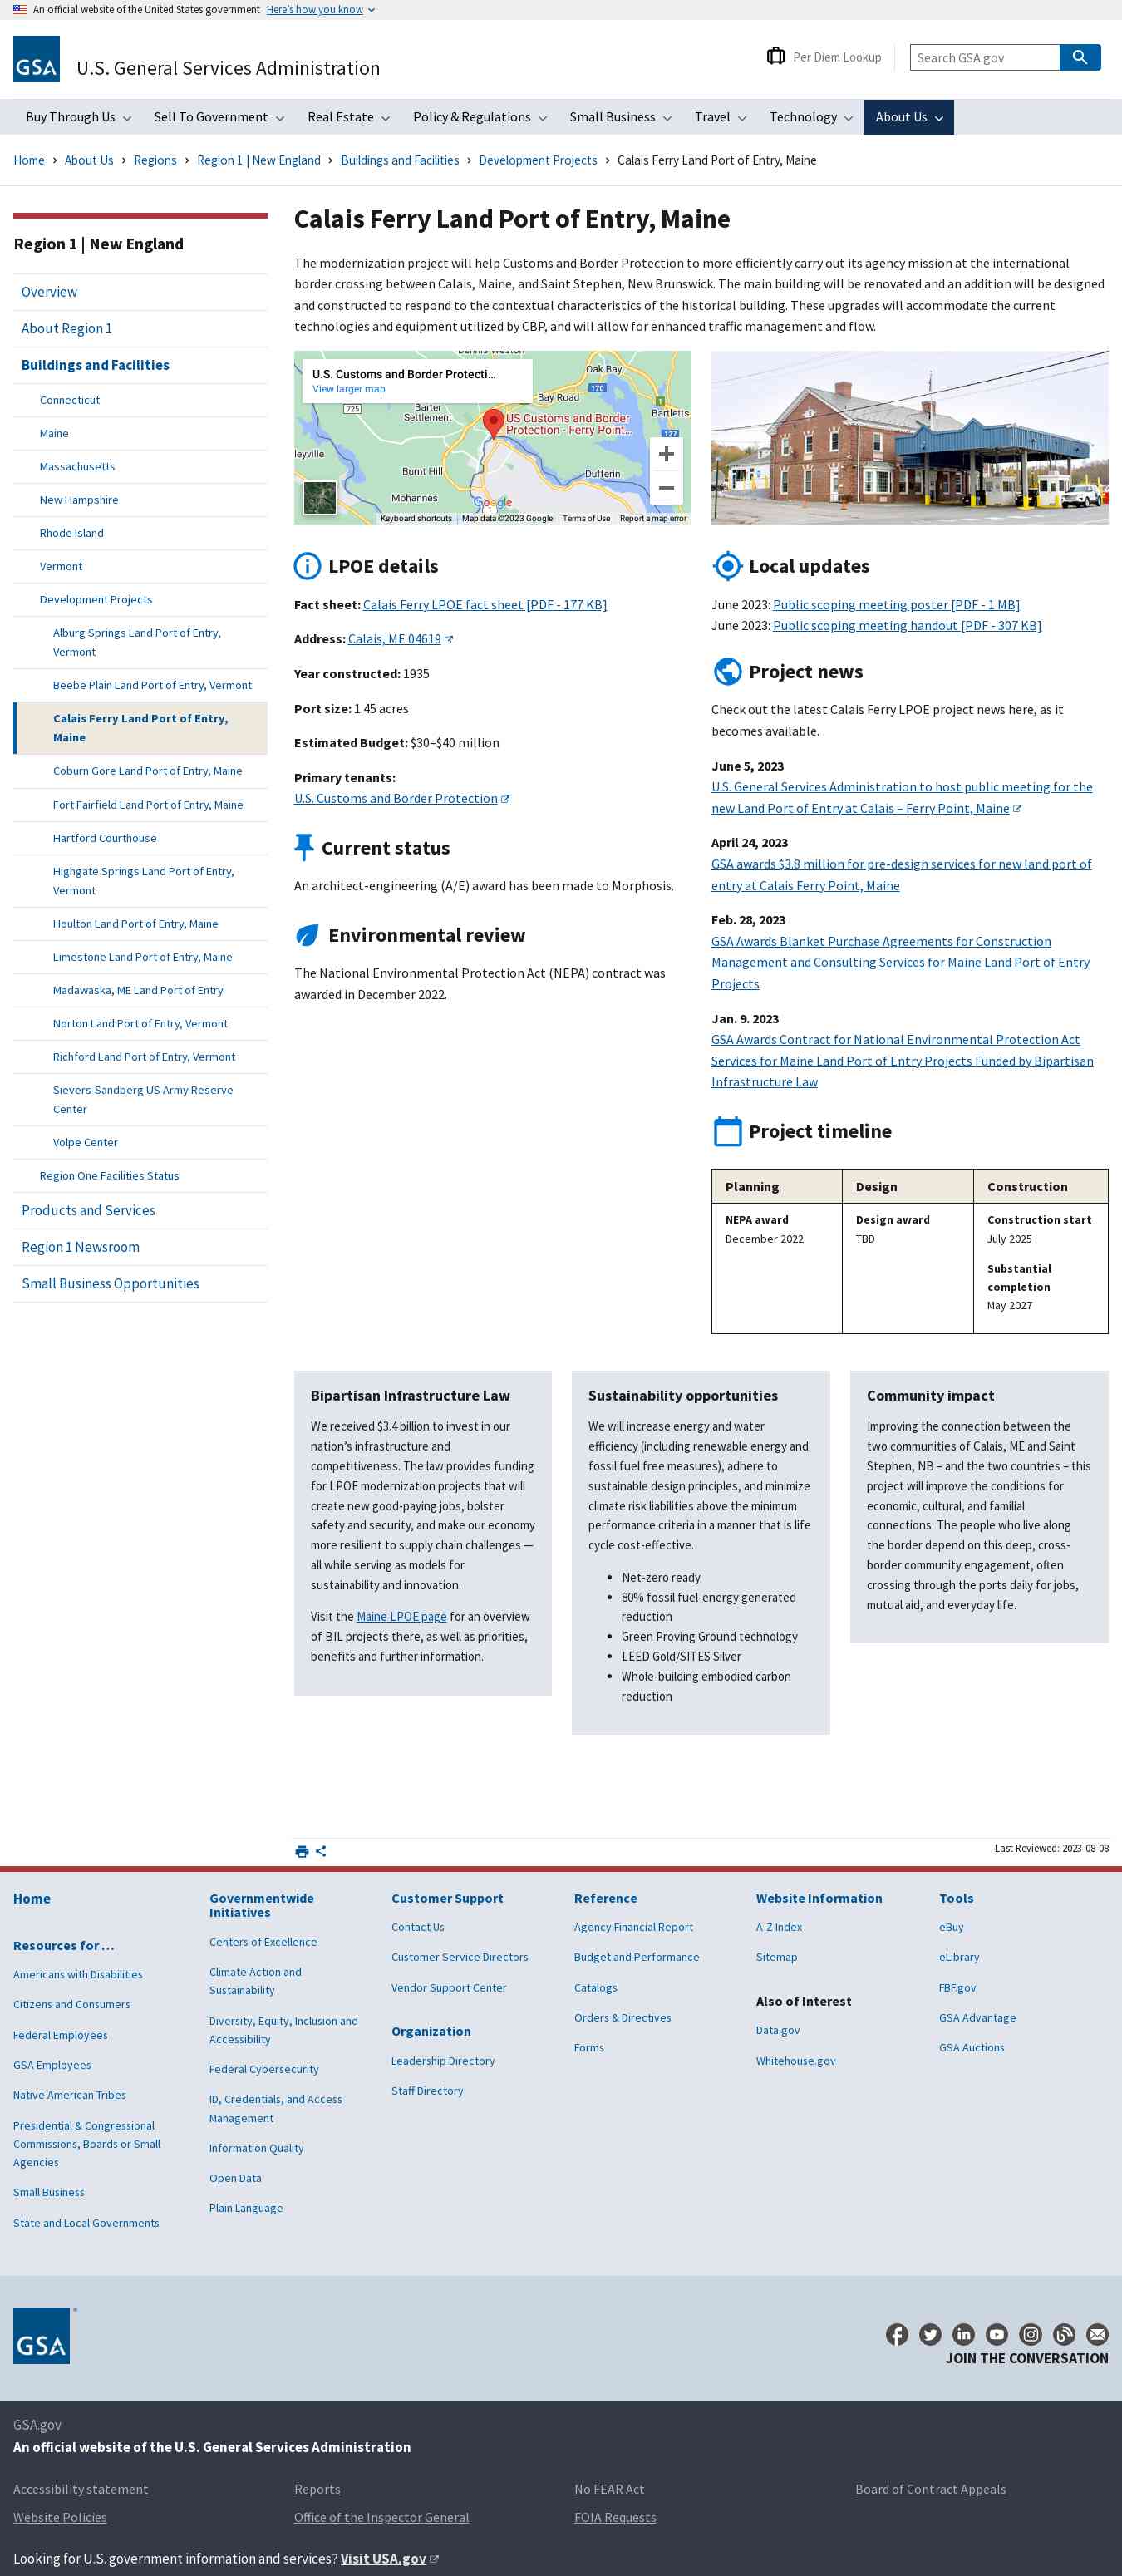 An official website of the United States government Here's how you know
GSA
U.S. General Services Administration
Per Diem Lookup
Search GSA.gov
Buy Through Us Sell To Government Real Estate Policy & Regulations Small Business Travel Technology About Us
Home > About Us > Regions > Region 1 | New England > Buildings and Facilities > Development Projects > Calais Ferry Land Port of Entry, Maine
Region 1 | New England
Overview
About Region 1
Buildings and Facilities
Connecticut
Maine
Massachusetts
New Hampshire
Rhode Island
Vermont
Development Projects
Alburg Springs Land Port of Entry,
Vermont
Beebe Plain Land Port of Entry, Vermont
Calais Ferry Land Port of Entry,
Maine
Coburn Gore Land Port of Entry, Maine
Fort Fairfield Land Port of Entry, Maine
Hartford Courthouse
Highgate Springs Land Port of Entry,
Vermont
Houlton Land Port of Entry, Maine
Limestone Land Port of Entry, Maine
Madawaska, ME Land Port of Entry
Norton Land Port of Entry, Vermont
Richford Land Port of Entry, Vermont
Sievers-Sandberg US Army Reserve
Center
Volpe Center
Region One Facilities Status
Products and Services
Region 1 Newsroom
Small Business Opportunities
Calais Ferry Land Port of Entry, Maine
The modernization project will help Customs and Border Protection to more efficiently carry out its agency mission at the international
border crossing between Calais, Maine, and Saint Stephen, New Brunswick. The main building will be renovated and an addition will be designed
and constructed to respond to the contextual characteristics of the historical building. These upgrades will accommodate the current
technologies and equipment utilized by CBP, and will allow for enhanced traffic management and flow.
Dennis Weston
U.S. Customs and Border Protecti...
View larger map
Oak Bay
170
Bay Road
725
Barter
Settlement
1
Bartletts
US Customs and Border
Protection - Ferry Point...
127
leyville
Burnt Hill
Dufferin
Mohannes
Google
1
Keyboard shortcuts Map data ©2023 Google Terms of Use Report a map error
LPOE details
Fact sheet: Calais Ferry LPOE fact sheet [PDF - 177 KB]
Address: Calais, ME 04619
Year constructed: 1935
Port size: 1.45 acres
Estimated Budget: $30–$40 million
Primary tenants:
U.S. Customs and Border Protection
Current status
An architect-engineering (A/E) award has been made to Morphosis.
Environmental review
The National Environmental Protection Act (NEPA) contract was
awarded in December 2022.
Local updates
June 2023: Public scoping meeting poster [PDF - 1 MB]
June 2023: Public scoping meeting handout [PDF - 307 KB]
Project news
Check out the latest Calais Ferry LPOE project news here, as it
becomes available.
June 5, 2023
U.S. General Services Administration to host public meeting for the
new Land Port of Entry at Calais – Ferry Point, Maine
April 24, 2023
GSA awards $3.8 million for pre-design services for new land port of
entry at Calais Ferry Point, Maine
Feb. 28, 2023
GSA Awards Blanket Purchase Agreements for Construction
Management and Consulting Services for Maine Land Port of Entry
Projects
Jan. 9. 2023
GSA Awards Contract for National Environmental Protection Act
Services for Maine Land Port of Entry Projects Funded by Bipartisan
Infrastructure Law
Project timeline
Planning Design Construction
NEPA award Design award Construction start
December 2022 TBD July 2025
Substantial
completion
May 2027
Bipartisan Infrastructure Law
We received $3.4 billion to invest in our
nation's infrastructure and
competitiveness. The law provides funding
for LPOE modernization projects that will
create new good-paying jobs, bolster
safety and security, and make our economy
more resilient to supply chain challenges —
all while serving as models for
sustainability and innovation.
Visit the Maine LPOE page for an overview
of BIL projects there, as well as priorities,
benefits and further information.
Sustainability opportunities
We will increase energy and water
efficiency (including renewable energy and
fossil fuel free measures), adhere to
sustainable design principles, and minimize
climate risk liabilities above the minimum
performance criteria in a manner that is life
cycle cost-effective.
• Net-zero ready
• 80% fossil fuel-energy generated
reduction
• Green Proving Ground technology
• LEED Gold/SITES Silver
• Whole-building embodied carbon
reduction
Community impact
Improving the connection between the
two communities of Calais, ME and Saint
Stephen, NB – and the two countries – this
project will improve the conditions for
economic, cultural, and familial
connections. The people who live along
the border depend on this deep, cross-
border community engagement, often
crossing through the ports daily for jobs,
mutual aid, and everyday life.
Last Reviewed: 2023-08-08
Home
Resources for …
Americans with Disabilities
Citizens and Consumers
Federal Employees
GSA Employees
Native American Tribes
Presidential & Congressional
Commissions, Boards or Small
Agencies
Small Business
State and Local Governments
Governmentwide
Initiatives
Centers of Excellence
Climate Action and
Sustainability
Diversity, Equity, Inclusion and
Accessibility
Federal Cybersecurity
ID, Credentials, and Access
Management
Information Quality
Open Data
Plain Language
Customer Support
Contact Us
Customer Service Directors
Vendor Support Center
Organization
Leadership Directory
Staff Directory
Reference
Agency Financial Report
Budget and Performance
Catalogs
Orders & Directives
Forms
Website Information
A-Z Index
Sitemap
Also of Interest
Data.gov
Whitehouse.gov
Tools
eBuy
eLibrary
FBF.gov
GSA Advantage
GSA Auctions
GSA ®
JOIN THE CONVERSATION
GSA.gov
An official website of the U.S. General Services Administration
Accessibility statement Reports No FEAR Act Board of Contract Appeals
Website Policies Office of the Inspector General FOIA Requests
Looking for U.S. government information and services? Visit USA.gov